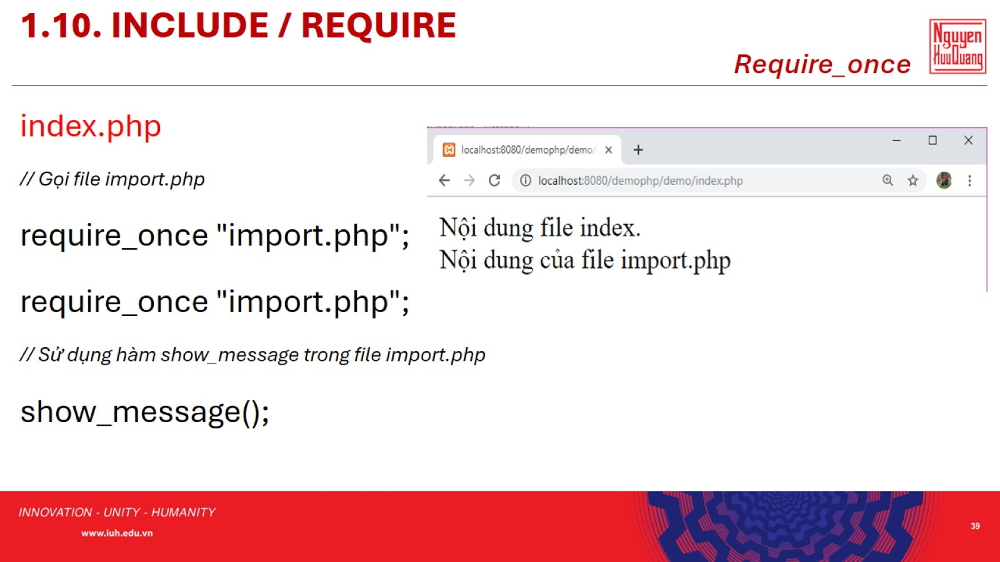 1.10. INCLUDE / REQUIRE
Nguyen
HuuQuang
Require_once
index.php
// Gọi file import.php
require_once "import.php";
require_once "import.php";
// Sử dụng hàm show_message trong file import.php
show_message();
localhost:8080/demophp/demo/
localhost:8080/demophp/demo/index.php
Nội dung file index.
Nội dung của file import.php
INNOVATION - UNITY - HUMANITY
www.iuh.edu.vn
39